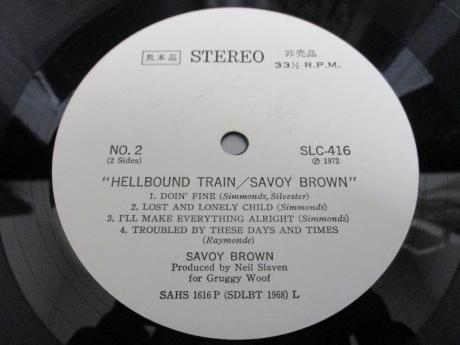 見本品 STEREO 非売品
33⅓ R.P.M.
NO. 2 SLC-416
(2 Sides) Ⓟ 1972
"HELLBOUND TRAIN/SAVOY BROWN"
1. DOIN' FINE (Simmonds, Silvester)
2. LOST AND LONELY CHILD (Simmonds)
3. I'LL MAKE EVERYTHING ALRIGHT (Simmonds)
4. TROUBLED BY THESE DAYS AND TIMES
(Raymonde)
SAVOY BROWN
Produced by Neil Slaven
for Gruggy Woof
SAHS 1616 P (SDLBT 1968) L